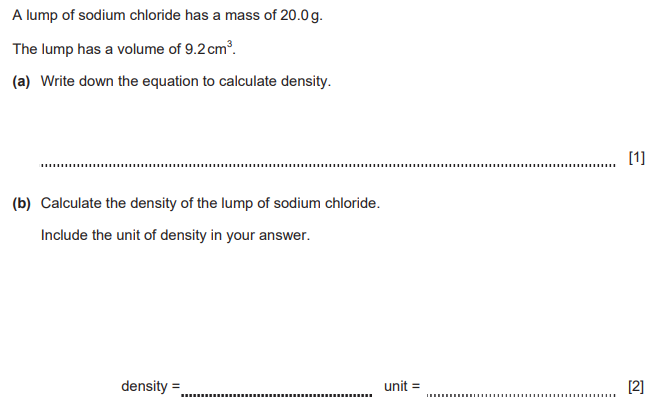 A lump of sodium chloride has a mass of 20.0 g.
The lump has a volume of 9.2 cm³.
(a) Write down the equation to calculate density.
[1]
(b) Calculate the density of the lump of sodium chloride.
Include the unit of density in your answer.
density = unit = [2]